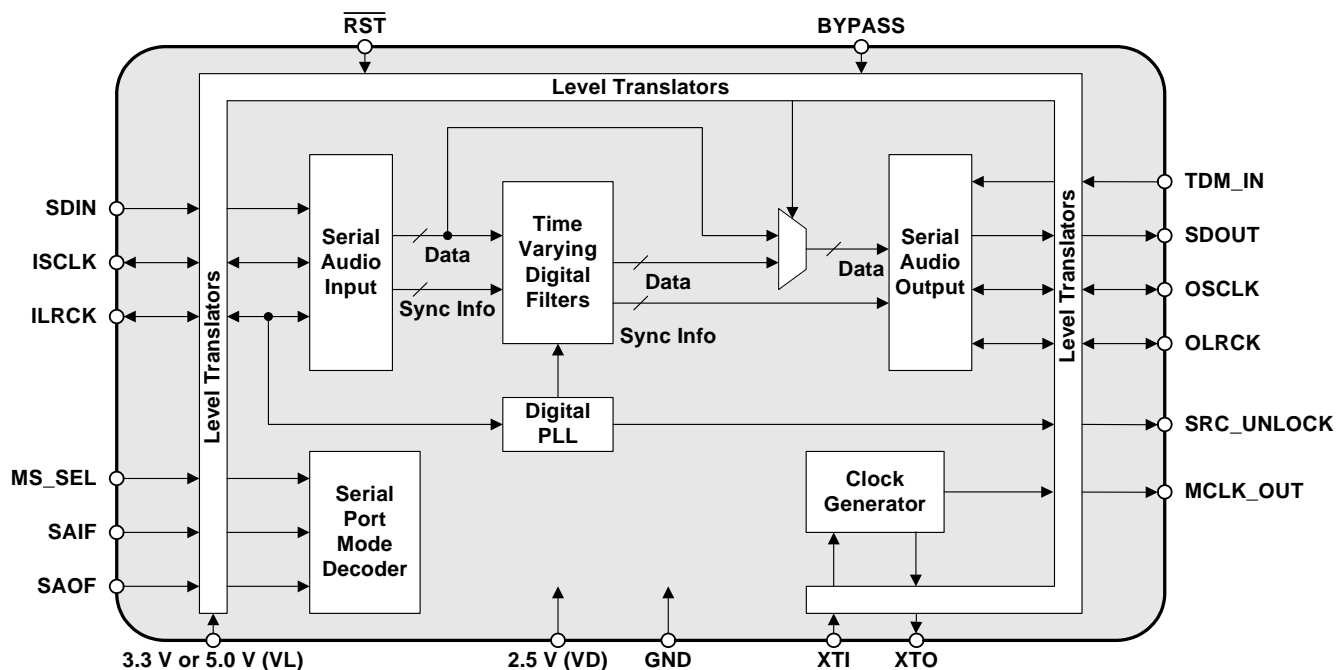 RST
BYPASS
Level Translators
Level Translators
Level Translators
SDIN
ISCLK
ILRCK
MS_SEL
SAIF
SAOF
Serial
Audio
Input
Data
Sync Info
Time
Varying
Digital
Filters
Data
Sync Info
Data
Serial
Audio
Output
Digital
PLL
Serial
Port
Mode
Decoder
Clock
Generator
TDM_IN
SDOUT
OSCLK
OLRCK
SRC_UNLOCK
MCLK_OUT
3.3 V or 5.0 V (VL)
2.5 V (VD)
GND
XTI
XTO